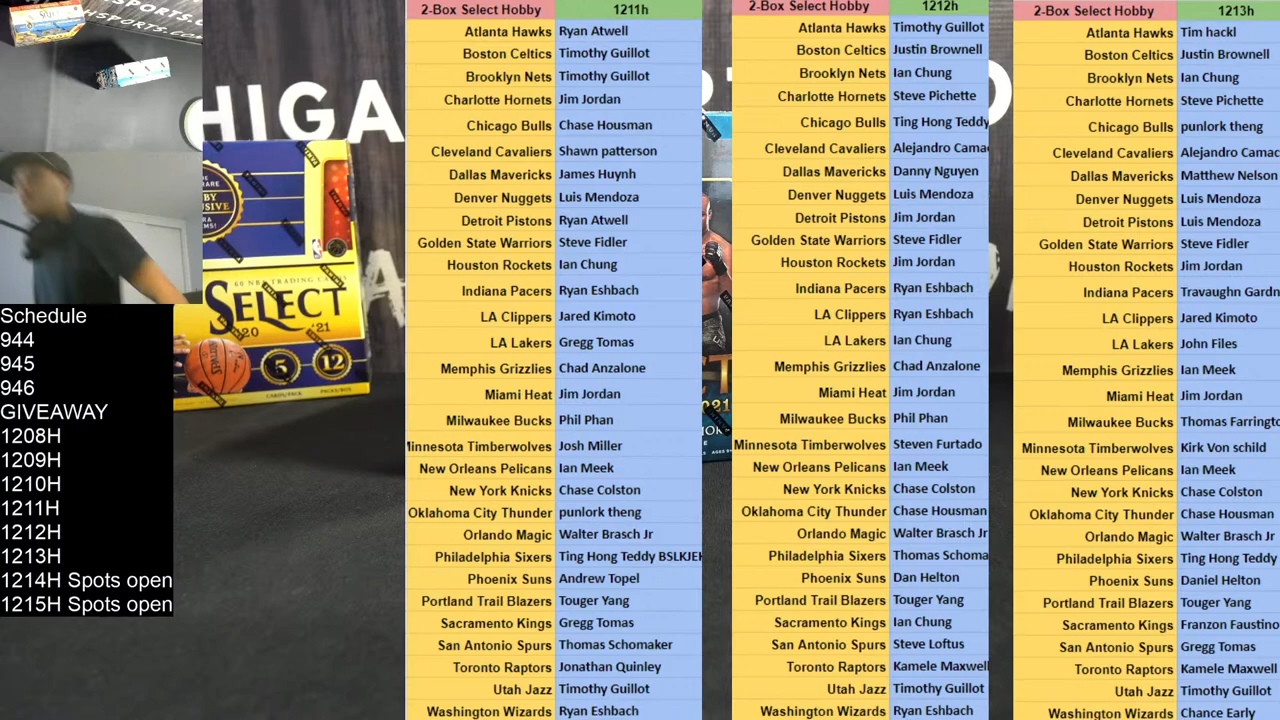 SPORTS.COM
HIGA
SELECT
20 '21
5 12
CARDS/PACK PACKS/BOX
Schedule
944
945
946
GIVEAWAY
1208H
1209H
1210H
1211H
1212H
1213H
1214H Spots open
1215H Spots open
2-Box Select Hobby 1211h
Atlanta Hawks Ryan Atwell
Boston Celtics Timothy Guillot
Brooklyn Nets Timothy Guillot
Charlotte Hornets Jim Jordan
Chicago Bulls Chase Housman
Cleveland Cavaliers Shawn patterson
Dallas Mavericks James Huynh
Denver Nuggets Luis Mendoza
Detroit Pistons Ryan Atwell
Golden State Warriors Steve Fidler
Houston Rockets Ian Chung
Indiana Pacers Ryan Eshbach
LA Clippers Jared Kimoto
LA Lakers Gregg Tomas
Memphis Grizzlies Chad Anzalone
Miami Heat Jim Jordan
Milwaukee Bucks Phil Phan
Minnesota Timberwolves Josh Miller
New Orleans Pelicans Ian Meek
New York Knicks Chase Colston
Oklahoma City Thunder punlork theng
Orlando Magic Walter Brasch Jr
Philadelphia Sixers Ting Hong Teddy BSLKJEK
Phoenix Suns Andrew Topel
Portland Trail Blazers Touger Yang
Sacramento Kings Gregg Tomas
San Antonio Spurs Thomas Schomaker
Toronto Raptors Jonathan Quinley
Utah Jazz Timothy Guillot
Washington Wizards Ryan Eshbach
2-Box Select Hobby 1212h
Atlanta Hawks Timothy Guillot
Boston Celtics Justin Brownell
Brooklyn Nets Ian Chung
Charlotte Hornets Steve Pichette
Chicago Bulls Ting Hong Teddy
Cleveland Cavaliers Alejandro Camac
Dallas Mavericks Danny Nguyen
Denver Nuggets Luis Mendoza
Detroit Pistons Jim Jordan
Golden State Warriors Steve Fidler
Houston Rockets Jim Jordan
Indiana Pacers Ryan Eshbach
LA Clippers Ryan Eshbach
LA Lakers Ian Chung
Memphis Grizzlies Chad Anzalone
Miami Heat Jim Jordan
Milwaukee Bucks Phil Phan
Minnesota Timberwolves Steven Furtado
New Orleans Pelicans Ian Meek
New York Knicks Chase Colston
Oklahoma City Thunder Chase Housman
Orlando Magic Walter Brasch Jr
Philadelphia Sixers Thomas Schoma
Phoenix Suns Dan Helton
Portland Trail Blazers Touger Yang
Sacramento Kings Ian Chung
San Antonio Spurs Steve Loftus
Toronto Raptors Kamele Maxwell
Utah Jazz Timothy Guillot
Washington Wizards Ryan Eshbach
2-Box Select Hobby 1213h
Atlanta Hawks Tim hackl
Boston Celtics Justin Brownell
Brooklyn Nets Ian Chung
Charlotte Hornets Steve Pichette
Chicago Bulls punlork theng
Cleveland Cavaliers Alejandro Camac
Dallas Mavericks Matthew Nelson
Denver Nuggets Luis Mendoza
Detroit Pistons Luis Mendoza
Golden State Warriors Steve Fidler
Houston Rockets Jim Jordan
Indiana Pacers Travaughn Gardn
LA Clippers Jared Kimoto
LA Lakers John Files
Memphis Grizzlies Ian Meek
Miami Heat Jim Jordan
Milwaukee Bucks Thomas Farringto
Minnesota Timberwolves Kirk Von schild
New Orleans Pelicans Ian Meek
New York Knicks Chase Colston
Oklahoma City Thunder Chase Housman
Orlando Magic Walter Brasch Jr
Philadelphia Sixers Ting Hong Teddy
Phoenix Suns Daniel Helton
Portland Trail Blazers Touger Yang
Sacramento Kings Franzon Faustino
San Antonio Spurs Gregg Tomas
Toronto Raptors Kamele Maxwell
Utah Jazz Timothy Guillot
Washington Wizards Chance Early